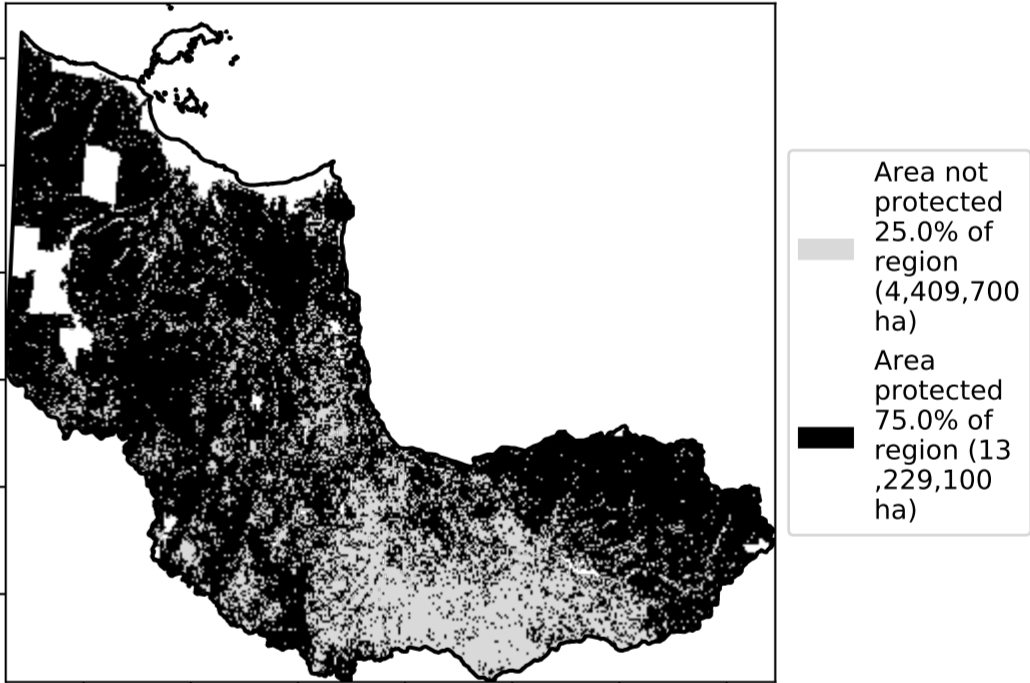 Area not
protected
25.0% of
region
(4,409,700
ha)
Area
protected
75.0% of
region (13
,229,100
ha)